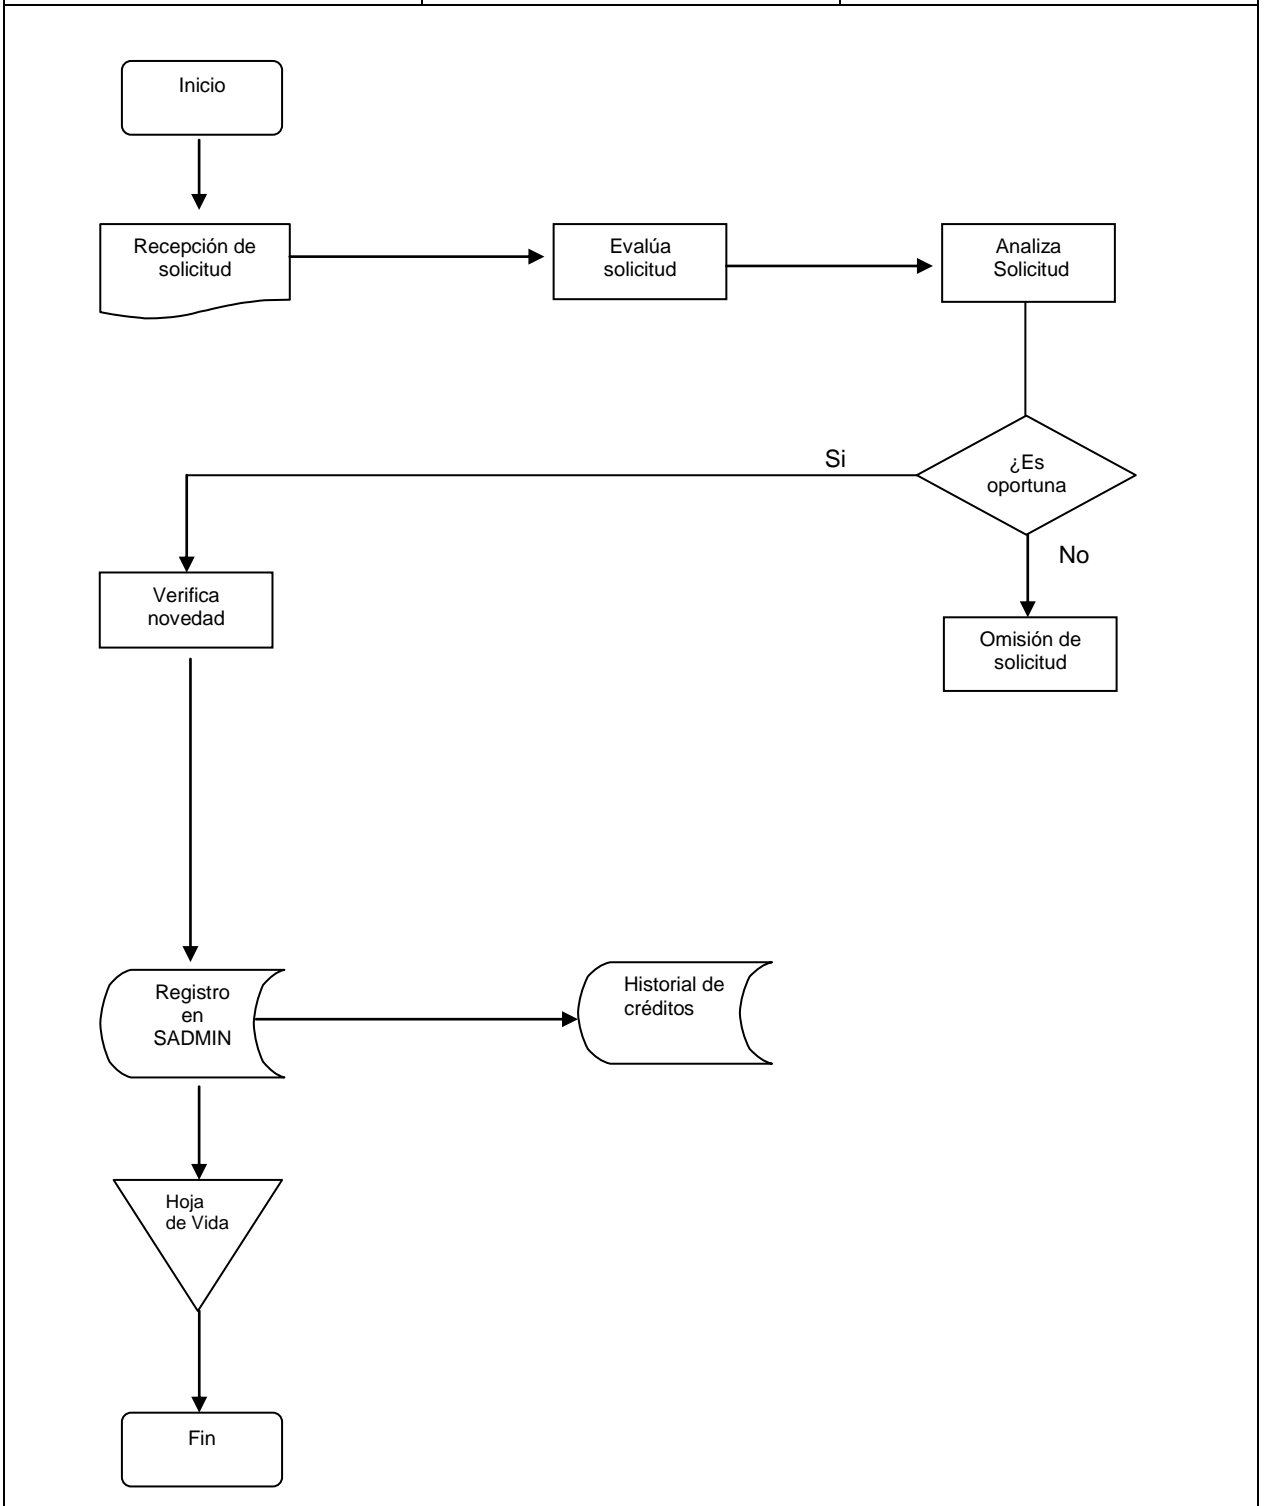 Inicio
Recepción de
solicitud
Evalúa
solicitud
Analiza
Solicitud
Si
¿Es
oportuna
No
Verifica
novedad
Omisión de
solicitud
Registro
en
SADMIN
Historial de
créditos
Hoja
de Vida
Fin